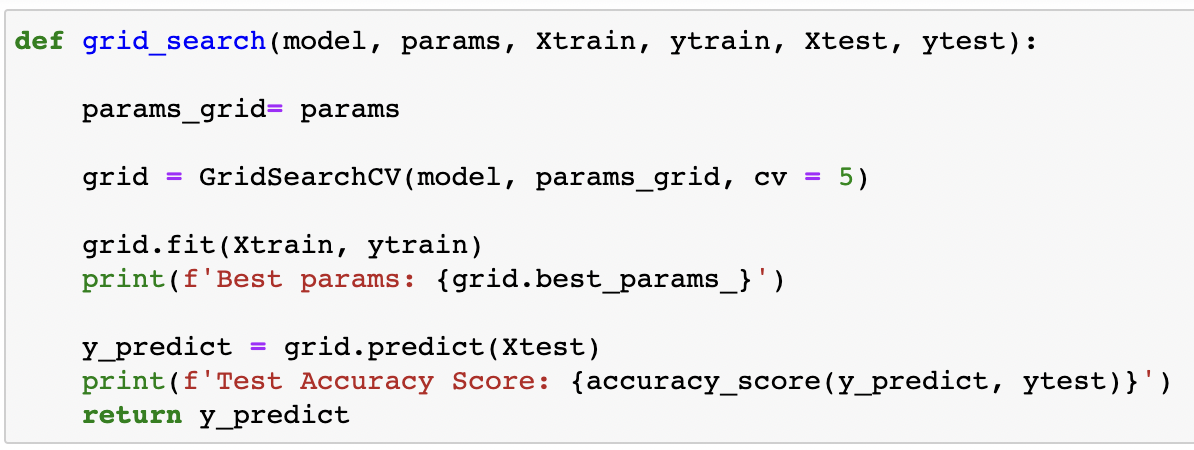 def grid_search(model, params, Xtrain, ytrain, Xtest, ytest):
    params_grid= params
    grid = GridSearchCV(model, params_grid, cv = 5)
    grid.fit(Xtrain, ytrain)
    print(f'Best params: {grid.best_params_}')
    y_predict = grid.predict(Xtest)
    print(f'Test Accuracy Score: {accuracy_score(y_predict, ytest)}')
    return y_predict